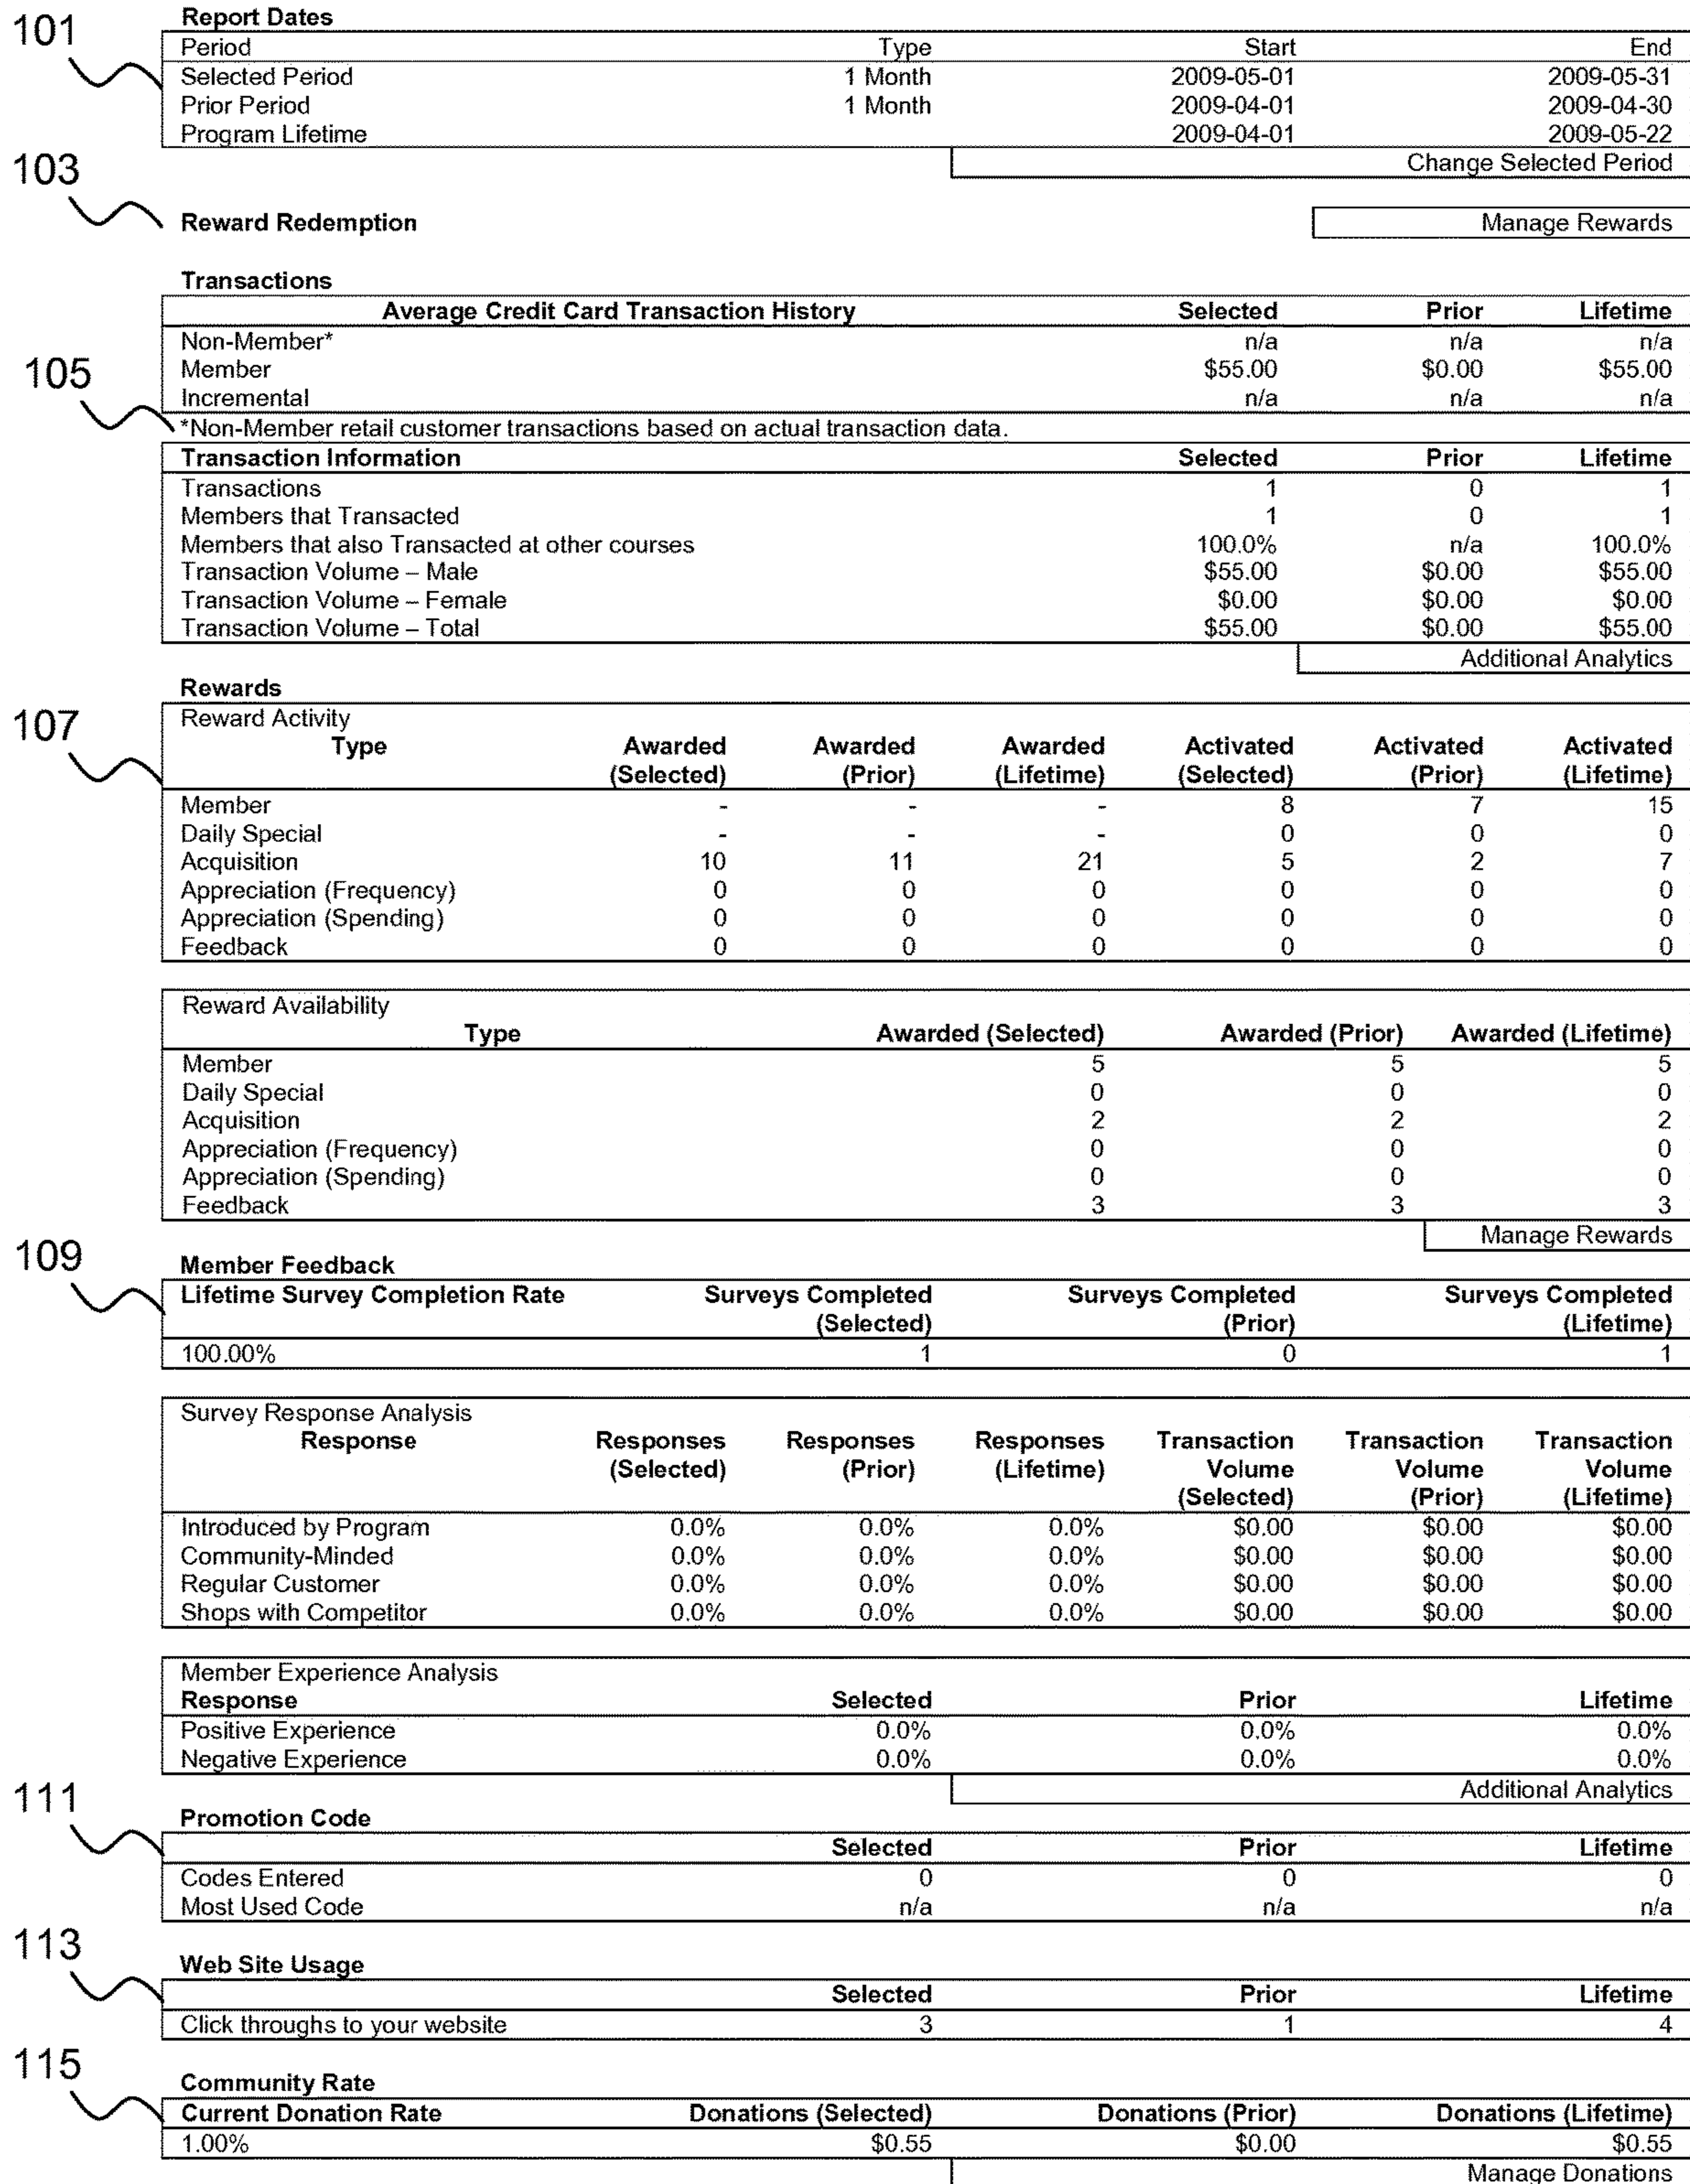 Report Dates
101
Period Type Start End
Selected Period 1 Month 2009-05-01 2009-05-31
Prior Period 1 Month 2009-04-01 2009-04-30
Program Lifetime 2009-04-01 2009-05-22
103
Change Selected Period
Reward Redemption Manage Rewards
Transactions
Average Credit Card Transaction History Selected Prior Lifetime
Non-Member* n/a n/a n/a
105
Member $55.00 $0.00 $55.00
Incremental n/a n/a n/a
*Non-Member retail customer transactions based on actual transaction data.
Transaction Information Selected Prior Lifetime
Transactions 1 0 1
Members that Transacted 1 0 1
Members that also Transacted at other courses 100.0% n/a 100.0%
Transaction Volume – Male $55.00 $0.00 $55.00
Transaction Volume – Female $0.00 $0.00 $0.00
Transaction Volume – Total $55.00 $0.00 $55.00
Additional Analytics
Rewards
107
Reward Activity
Type Awarded Awarded Awarded Activated Activated Activated
(Selected) (Prior) (Lifetime) (Selected) (Prior) (Lifetime)
Member - - - 8 7 15
Daily Special - - - 0 0 0
Acquisition 10 11 21 5 2 7
Appreciation (Frequency) 0 0 0 0 0 0
Appreciation (Spending) 0 0 0 0 0 0
Feedback 0 0 0 0 0 0
Reward Availability
Type Awarded (Selected) Awarded (Prior) Awarded (Lifetime)
Member 5 5 5
Daily Special 0 0 0
Acquisition 2 2 2
Appreciation (Frequency) 0 0 0
Appreciation (Spending) 0 0 0
Feedback 3 3 3
Manage Rewards
109
Member Feedback
Lifetime Survey Completion Rate Surveys Completed Surveys Completed Surveys Completed
(Selected) (Prior) (Lifetime)
100.00% 1 0 1
Survey Response Analysis
Response Responses Responses Responses Transaction Transaction Transaction
(Selected) (Prior) (Lifetime) Volume Volume Volume
(Selected) (Prior) (Lifetime)
Introduced by Program 0.0% 0.0% 0.0% $0.00 $0.00 $0.00
Community-Minded 0.0% 0.0% 0.0% $0.00 $0.00 $0.00
Regular Customer 0.0% 0.0% 0.0% $0.00 $0.00 $0.00
Shops with Competitor 0.0% 0.0% 0.0% $0.00 $0.00 $0.00
Member Experience Analysis
Response Selected Prior Lifetime
Positive Experience 0.0% 0.0% 0.0%
Negative Experience 0.0% 0.0% 0.0%
Additional Analytics
111
Promotion Code
Selected Prior Lifetime
Codes Entered 0 0 0
Most Used Code n/a n/a n/a
113
Web Site Usage
Selected Prior Lifetime
Click throughs to your website 3 1 4
115
Community Rate
Current Donation Rate Donations (Selected) Donations (Prior) Donations (Lifetime)
1.00% $0.55 $0.00 $0.55
Manage Donations